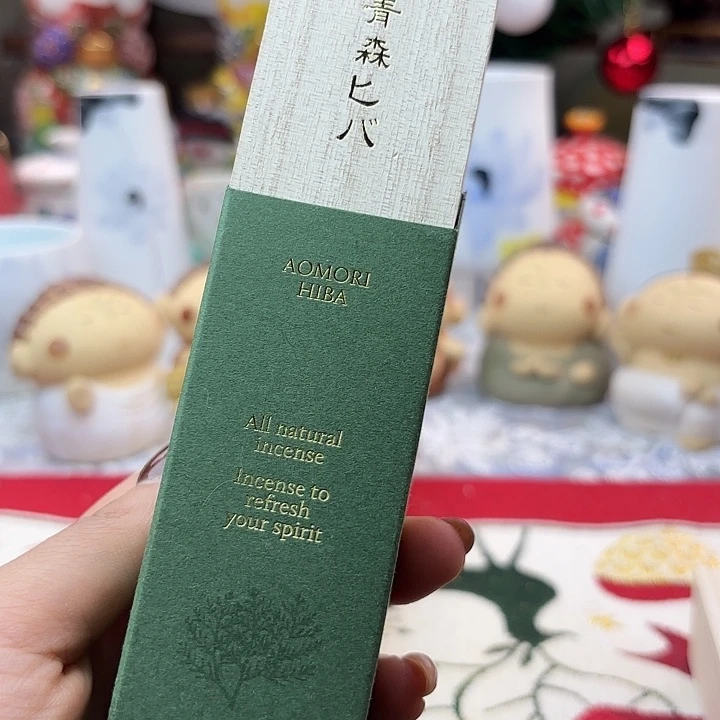 青森ヒバ
AOMORI
HIBA
All natural
incense
Incense to
refresh
your spirit